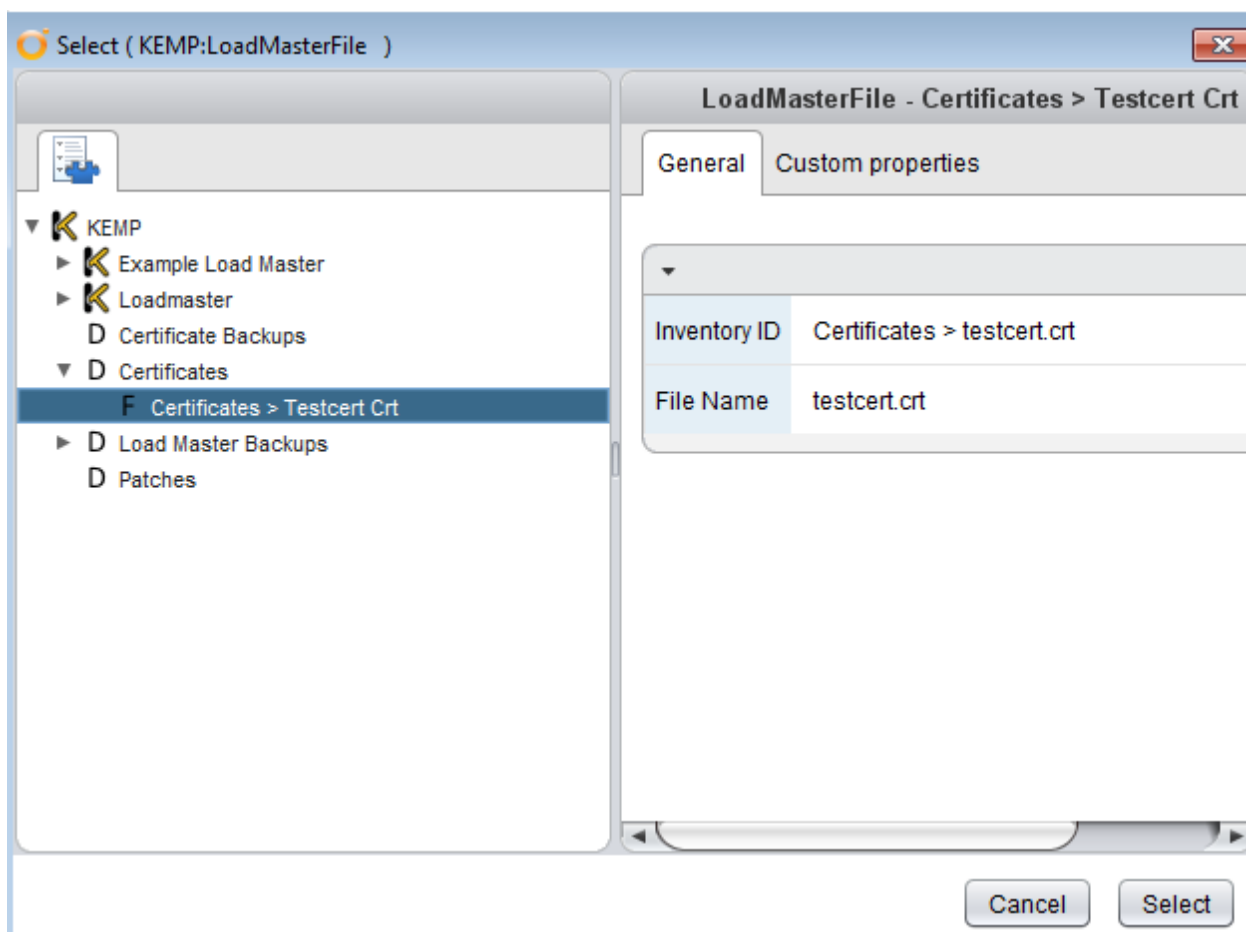 Select ( KEMP:LoadMasterFile )
LoadMasterFile - Certificates > Testcert Crt
General Custom properties
KEMP
Example Load Master
Loadmaster
D Certificate Backups
D Certificates
F Certificates > Testcert Crt
D Load Master Backups
D Patches
Inventory ID Certificates > testcert.crt
File Name testcert.crt
Cancel Select